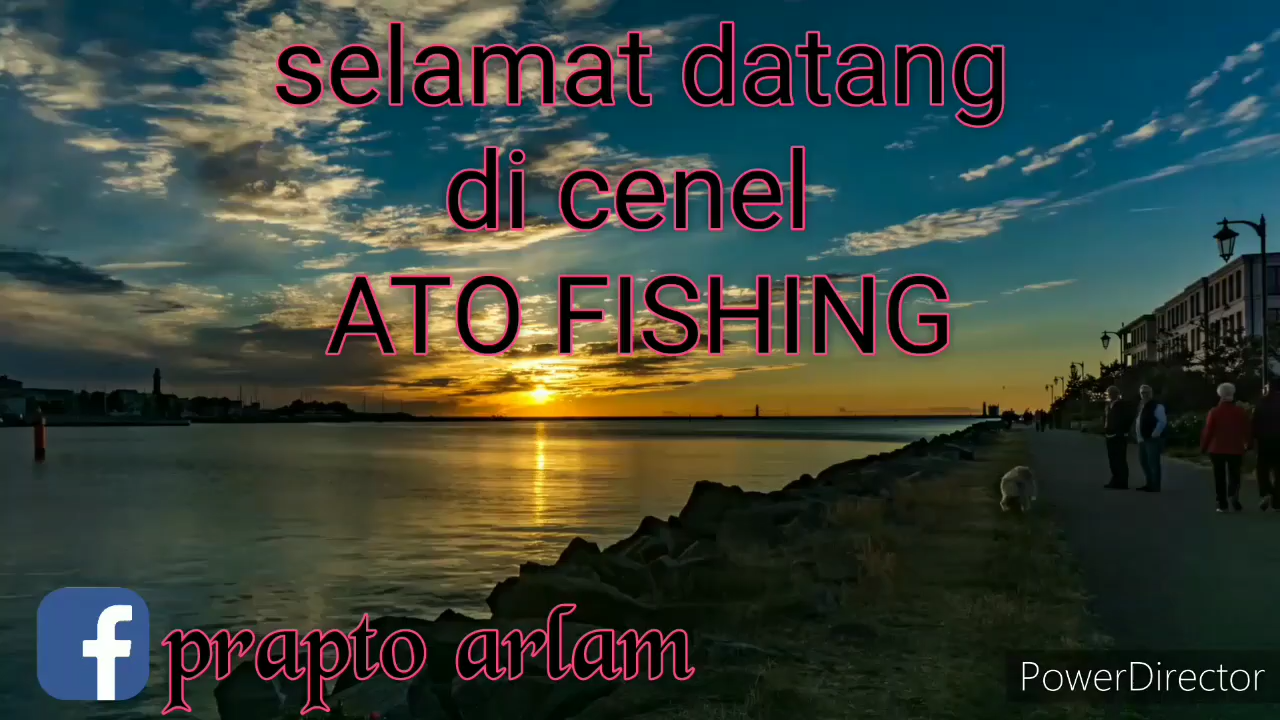 selamat datang
di cenel
ATO FISHING
f prapto arlam
PowerDirector